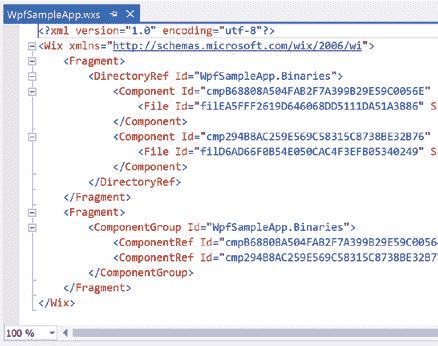 WpfSampleApp.wxs
<?xml version="1.0" encoding="utf-8"?>
<Wix xmlns="http://schemas.microsoft.com/wix/2006/wi">
<Fragment>
<DirectoryRef Id="WpfSampleApp.Binaries">
<Component Id="cmpB68808A504FAB2F7A399B29E59C0056E"
<File Id="filEA5FFF2619D646068DD5111DA51A3B86" S
</Component>
<Component Id="cmp294B8AC259E569C58315C8738BE32B76"
<File Id="filD6AD66F0B54E050CAC4F3EFB05340249" S
</Component>
</DirectoryRef>
</Fragment>
<Fragment>
<ComponentGroup Id="WpfSampleApp.Binaries">
<ComponentRef Id="cmpB68808A504FAB2F7A399B29E59C0056
<ComponentRef Id="cmp294B8AC259E569C58315C8738BE32B7
</ComponentGroup>
</Fragment>
</Wix>
100 %